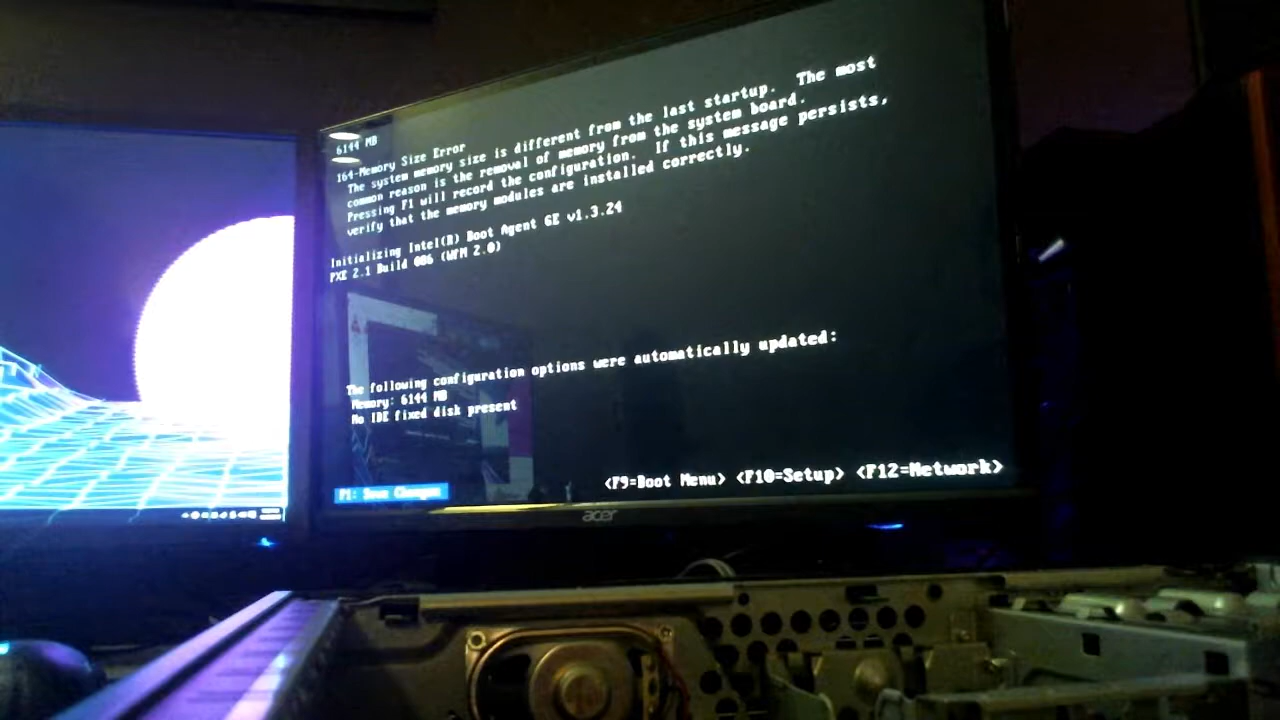 6144 MB
164-Memory Size Error
The system memory size is different from the last startup. The most
common reason is the removal of memory from the system board.
Pressing F1 will record the configuration. If this message persists,
verify that the memory modules are installed correctly.
Initializing Intel(R) Boot Agent GE v1.3.24
PXE 2.1 Build 086 (WfM 2.0)
The following configuration options were automatically updated:
Memory: 6144 MB
No IDE fixed disk present
F1: Save Changes
<F9=Boot Menu> <F10=Setup> <F12=Network>
acer